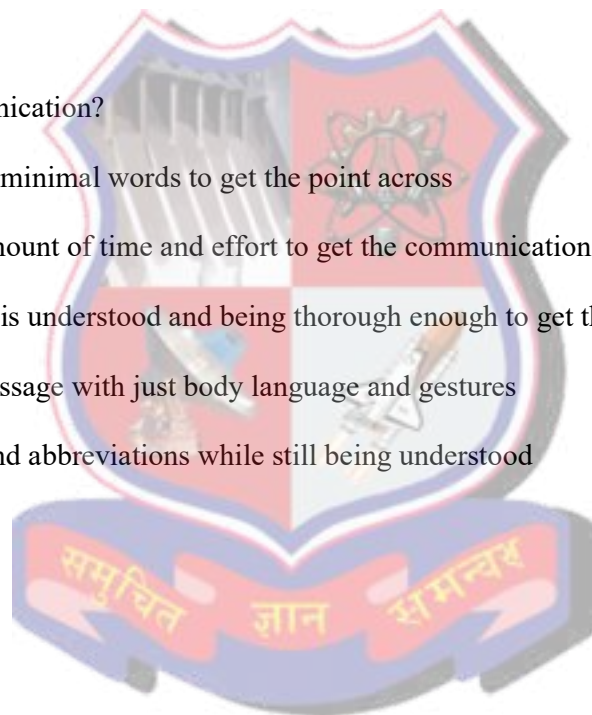 nication?
minimal words to get the point across
mount of time and effort to get the communication
is understood and being thorough enough to get th
ssage with just body language and gestures
nd abbreviations while still being understood
समुचित ज्ञान समन्वय